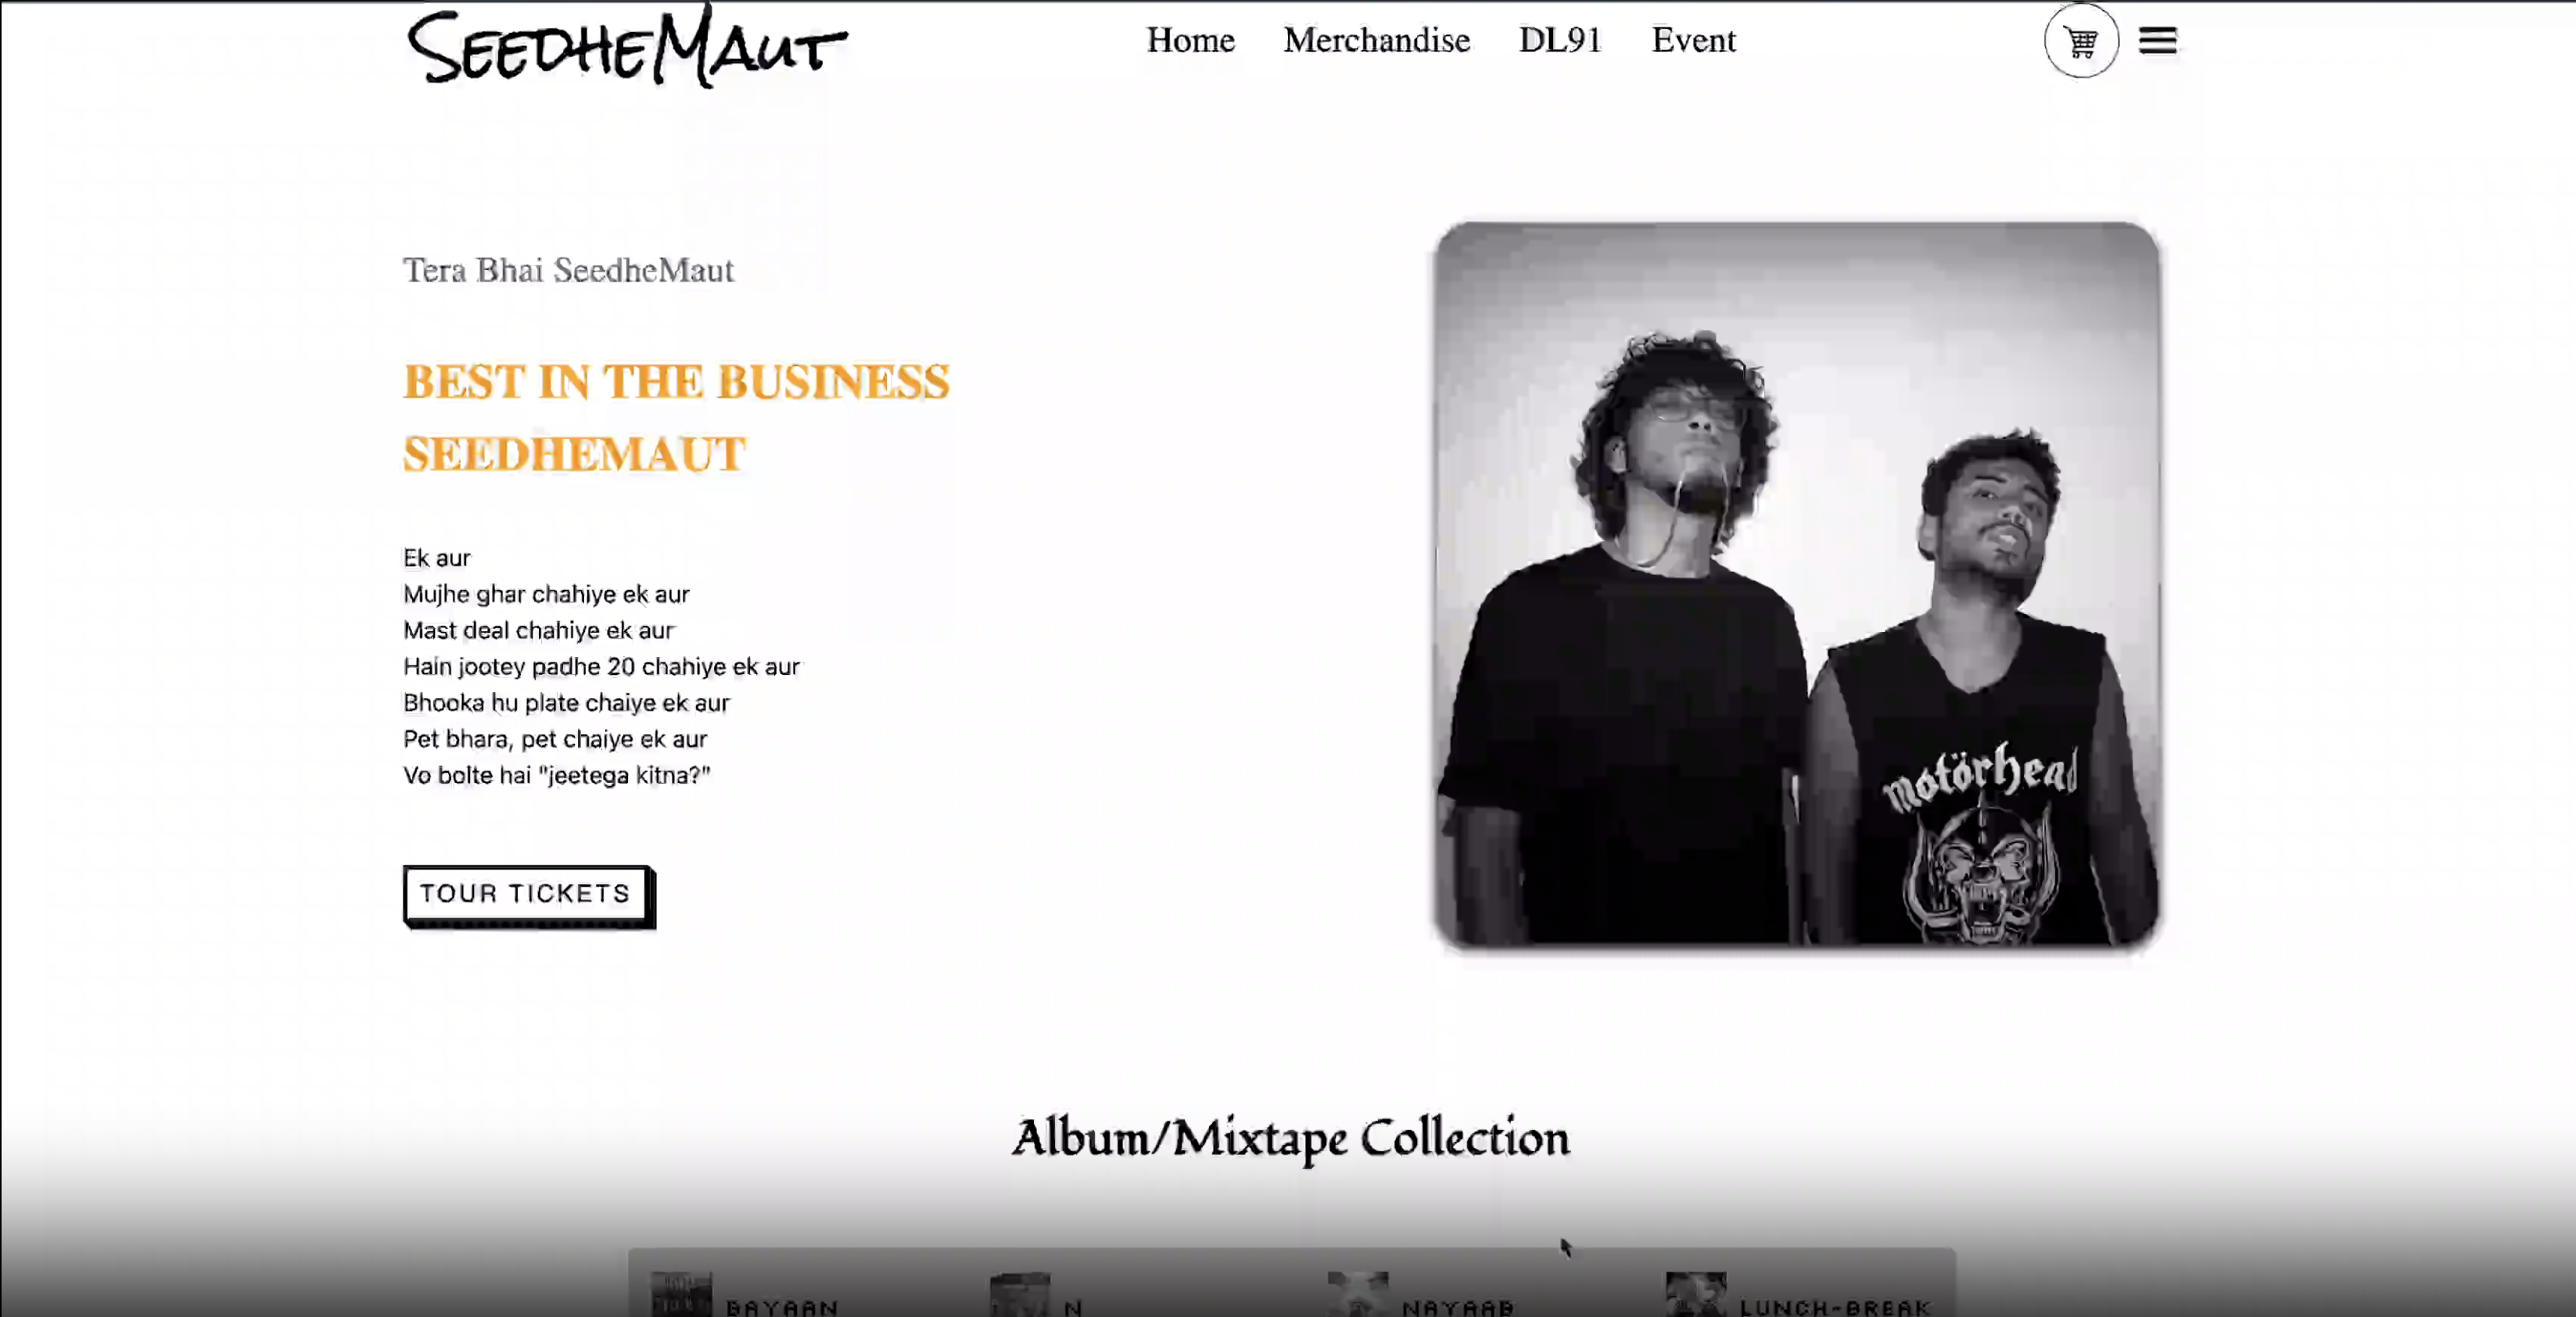 SEEDHEMAUT
Home Merchandise DL91 Event
Tera Bhai SeedheMaut
BEST IN THE BUSINESS
SEEDHEMAUT
Ek aur
Mujhe ghar chahiye ek aur
Mast deal chahiye ek aur
Hain jootey padhe 20 chahiye ek aur
Bhooka hu plate chaiye ek aur
Pet bhara, pet chaiye ek aur
Vo bolte hai "jeetega kitna?"
motörhead
TOUR TICKETS
Album/Mixtape Collection
BAYAAN N NAYAAB LUNCH-BREAK